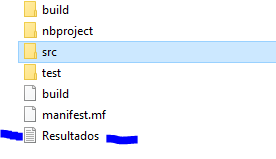 build
nbproject
src
test
build
manifest.mf
Resultados